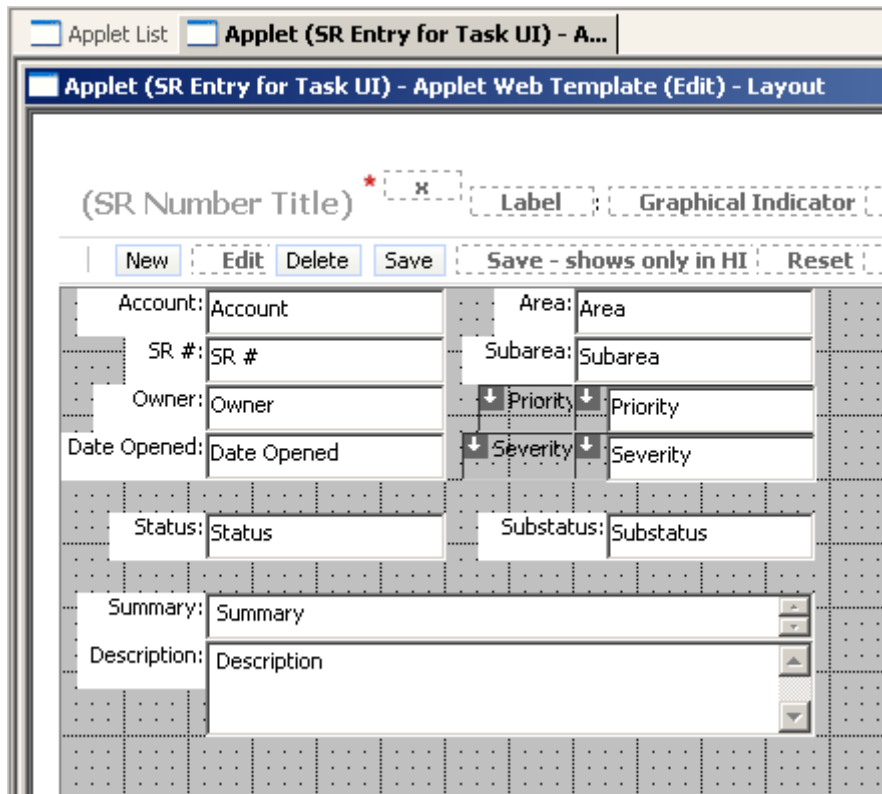 Applet List Applet (SR Entry for Task UI) - A...
Applet (SR Entry for Task UI) - Applet Web Template (Edit) - Layout
(SR Number Title) * x Label : Graphical Indicator
New Edit Delete Save Save - shows only in HI Reset
Account: Account Area: Area
SR #: SR # Subarea: Subarea
Owner: Owner Priority Priority
Date Opened: Date Opened Severity Severity
Status: Status Substatus: Substatus
Summary: Summary
Description: Description